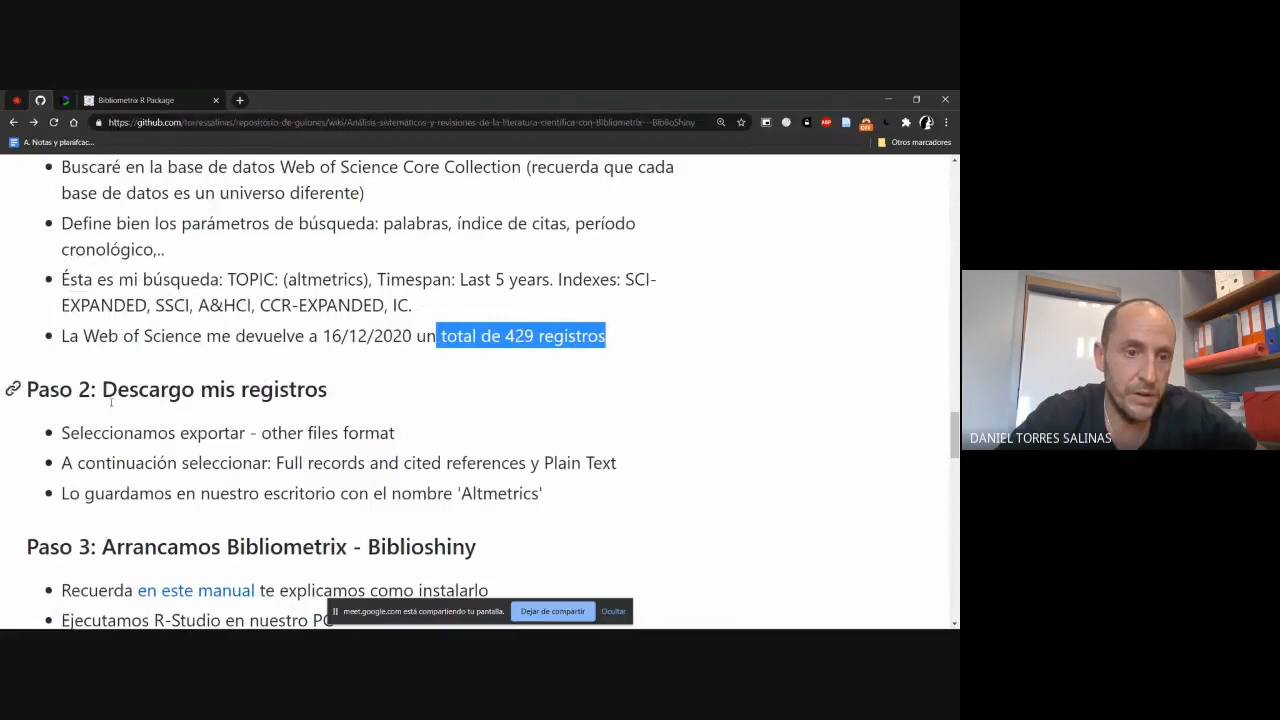 Bibliometrix R Package
https://github.com/torressalinas/repositorio-de-guiones/wiki/Análisis-sistemáticos-y-revisiones-de-la-literatura-científica-con-Bibliometrix---BiblioShiny
ABP
OFF
A. Notas y planifcac...
Otros marcadores
Buscaré en la base de datos Web of Science Core Collection (recuerda que cada
base de datos es un universo diferente)
Define bien los parámetros de búsqueda: palabras, índice de citas, período
cronológico,..
Ésta es mi búsqueda: TOPIC: (altmetrics), Timespan: Last 5 years. Indexes: SCI-
EXPANDED, SSCI, A&HCI, CCR-EXPANDED, IC.
La Web of Science me devuelve a 16/12/2020 un total de 429 registros
Paso 2: Descargo mis registros
Seleccionamos exportar - other files format
A continuación seleccionar: Full records and cited references y Plain Text
Lo guardamos en nuestro escritorio con el nombre 'Altmetrics'
Paso 3: Arrancamos Bibliometrix - Biblioshiny
Recuerda en este manual te explicamos como instalarlo
Ejecutamos R-Studio en nuestro PC
meet.google.com está compartiendo tu pantalla.
Dejar de compartir
Ocultar
DANIEL TORRES SALINAS